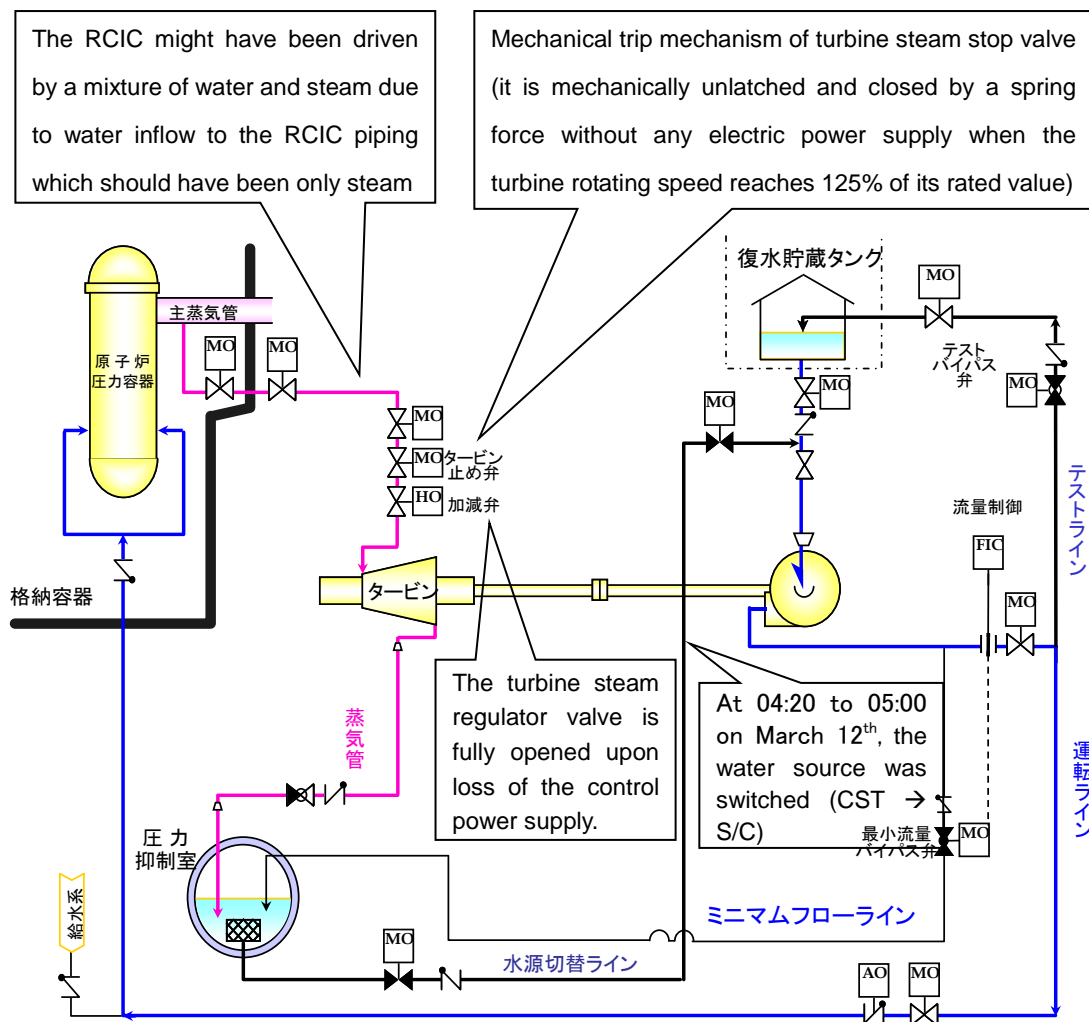 The RCIC might have been driven
by a mixture of water and steam due
to water inflow to the RCIC piping
which should have been only steam
Mechanical trip mechanism of turbine steam stop valve
(it is mechanically unlatched and closed by a spring
force without any electric power supply when the
turbine rotating speed reaches 125% of its rated value)
復水貯蔵タンク
MO
主蒸気管
原子炉
圧力容器
MO
MO
テスト
バイパス
弁
MO
MO
MO
MO
MO
タービン
止め弁
HO
加減弁
テストライン
流量制御
FIC
格納容器
タービン
MO
The turbine steam
regulator valve is
fully opened upon
loss of the control
power supply.
At 04:20 to 05:00
on March 12th, the
water source was
switched (CST →
S/C)
蒸気管
運転ライン
圧力
抑制室
最小流量
バイパス弁
MO
給水系
ミニマムフローライン
MO
水源切替ライン
AO
MO